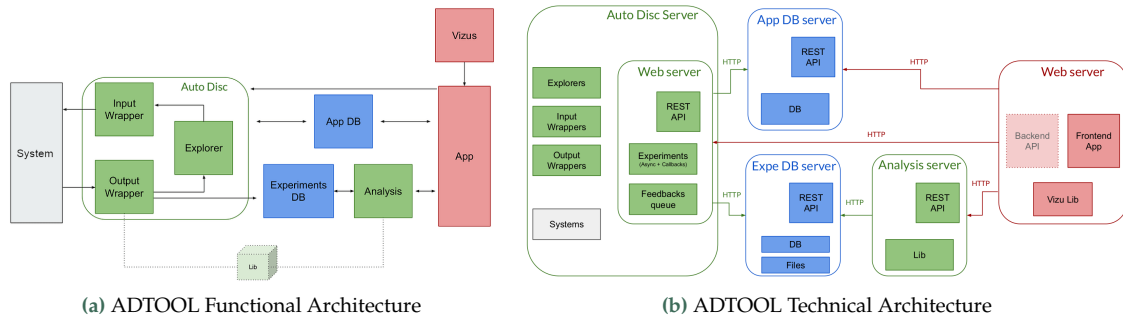 Vizus
Auto Disc
System
Input
Wrapper
Explorer
Output
Wrapper
App DB
Experiments
DB
Analysis
App
Lib
(a) ADTOOL Functional Architecture
Auto Disc Server
Explorers
Input
Wrappers
Output
Wrappers
Systems
Web server
REST
API
Experiments
(Async + Callbacks)
Feedbacks
queue
HTTP
HTTP
App DB server
REST
API
DB
HTTP
HTTP
Expe DB server
REST
API
DB
Files
HTTP
Analysis server
REST
API
Lib
HTTP
Web server
Backend
API
Frontend
App
Vizu Lib
(b) ADTOOL Technical Architecture